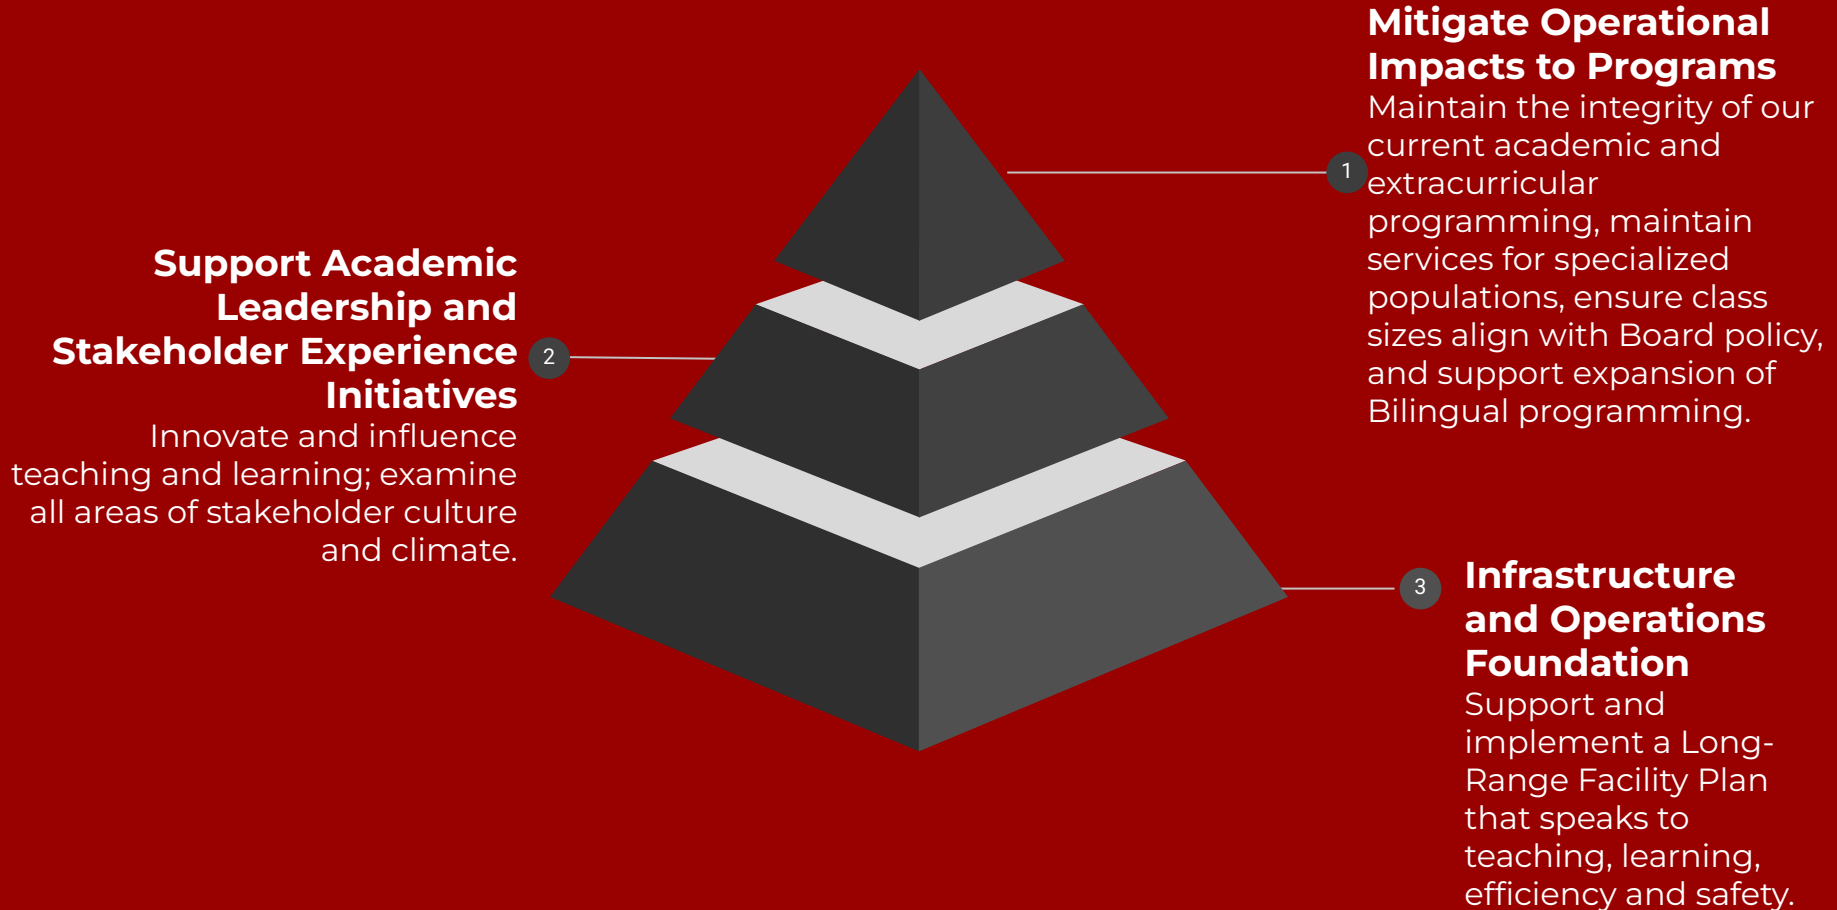 Mitigate Operational
Impacts to Programs
Maintain the integrity of our
current academic and
extracurricular
programming, maintain
services for specialized
populations, ensure class
sizes align with Board policy,
and support expansion of
Bilingual programming.
1
Support Academic
Leadership and
Stakeholder Experience
Initiatives
Innovate and influence
teaching and learning; examine
all areas of stakeholder culture
and climate.
2
3
Infrastructure
and Operations
Foundation
Support and
implement a Long-
Range Facility Plan
that speaks to
teaching, learning,
efficiency and safety.